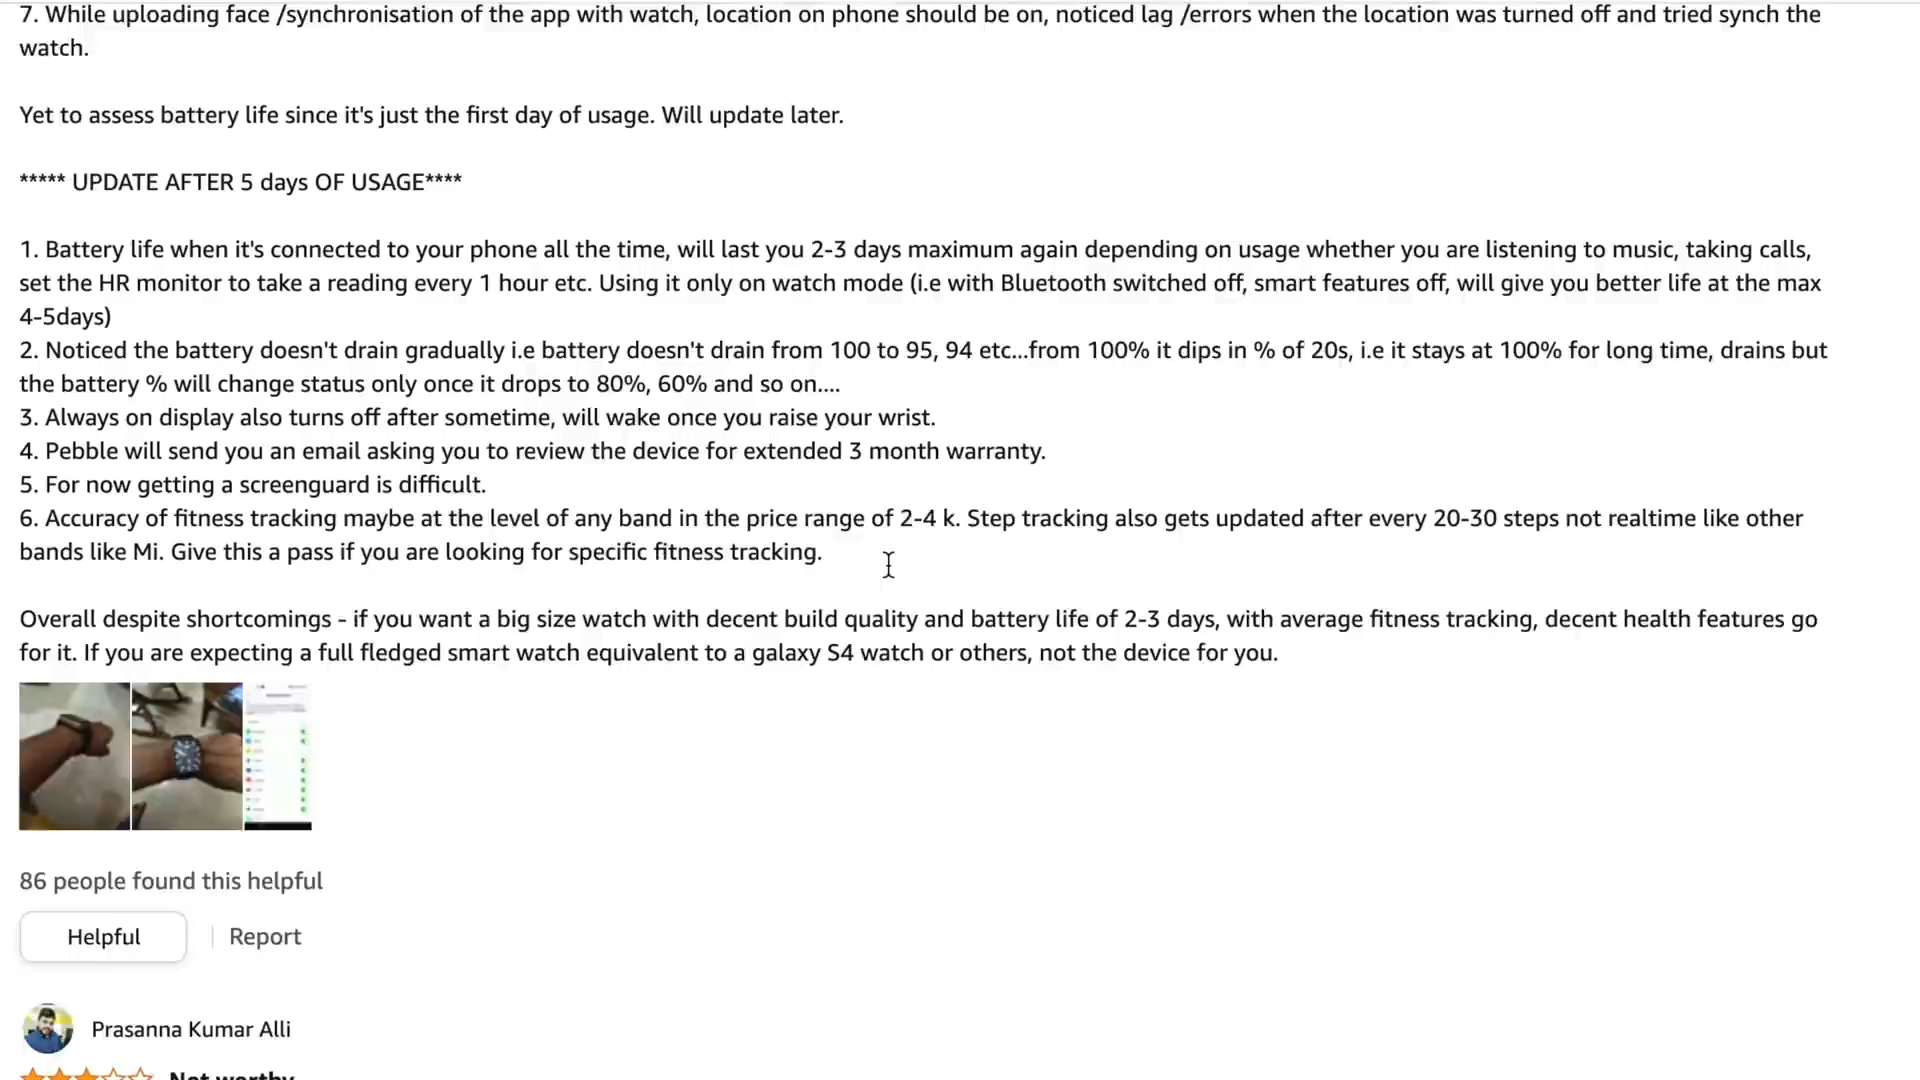 7. While uploading face /synchronisation of the app with watch, location on phone should be on, noticed lag /errors when the location was turned off and tried synch the
watch.
Yet to assess battery life since it's just the first day of usage. Will update later.
***** UPDATE AFTER 5 days OF USAGE****
1. Battery life when it's connected to your phone all the time, will last you 2-3 days maximum again depending on usage whether you are listening to music, taking calls,
set the HR monitor to take a reading every 1 hour etc. Using it only on watch mode (i.e with Bluetooth switched off, smart features off, will give you better life at the max
4-5days)
2. Noticed the battery doesn't drain gradually i.e battery doesn't drain from 100 to 95, 94 etc...from 100% it dips in % of 20s, i.e it stays at 100% for long time, drains but
the battery % will change status only once it drops to 80%, 60% and so on....
3. Always on display also turns off after sometime, will wake once you raise your wrist.
4. Pebble will send you an email asking you to review the device for extended 3 month warranty.
5. For now getting a screenguard is difficult.
6. Accuracy of fitness tracking maybe at the level of any band in the price range of 2-4 k. Step tracking also gets updated after every 20-30 steps not realtime like other
bands like Mi. Give this a pass if you are looking for specific fitness tracking.
Overall despite shortcomings - if you want a big size watch with decent build quality and battery life of 2-3 days, with average fitness tracking, decent health features go
for it. If you are expecting a full fledged smart watch equivalent to a galaxy S4 watch or others, not the device for you.
86 people found this helpful
Helpful
Report
Prasanna Kumar Alli
Not worthy